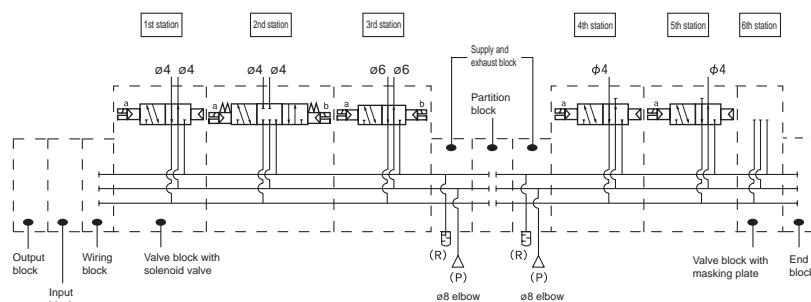 1st station
2nd station
3rd station
4th station
5th station
6th station
ø4 ø4
ø4 ø4
ø6 ø6
Supply and
exhaust block
Partition
block
φ4
φ4
a
a
b
a
b
a
a
Output
block
Input
block
Wiring
block
Valve block with
solenoid valve
(R)
(P)
ø8 elbow
(R)
(P)
ø8 elbow
Valve block with
masking plate
End
block